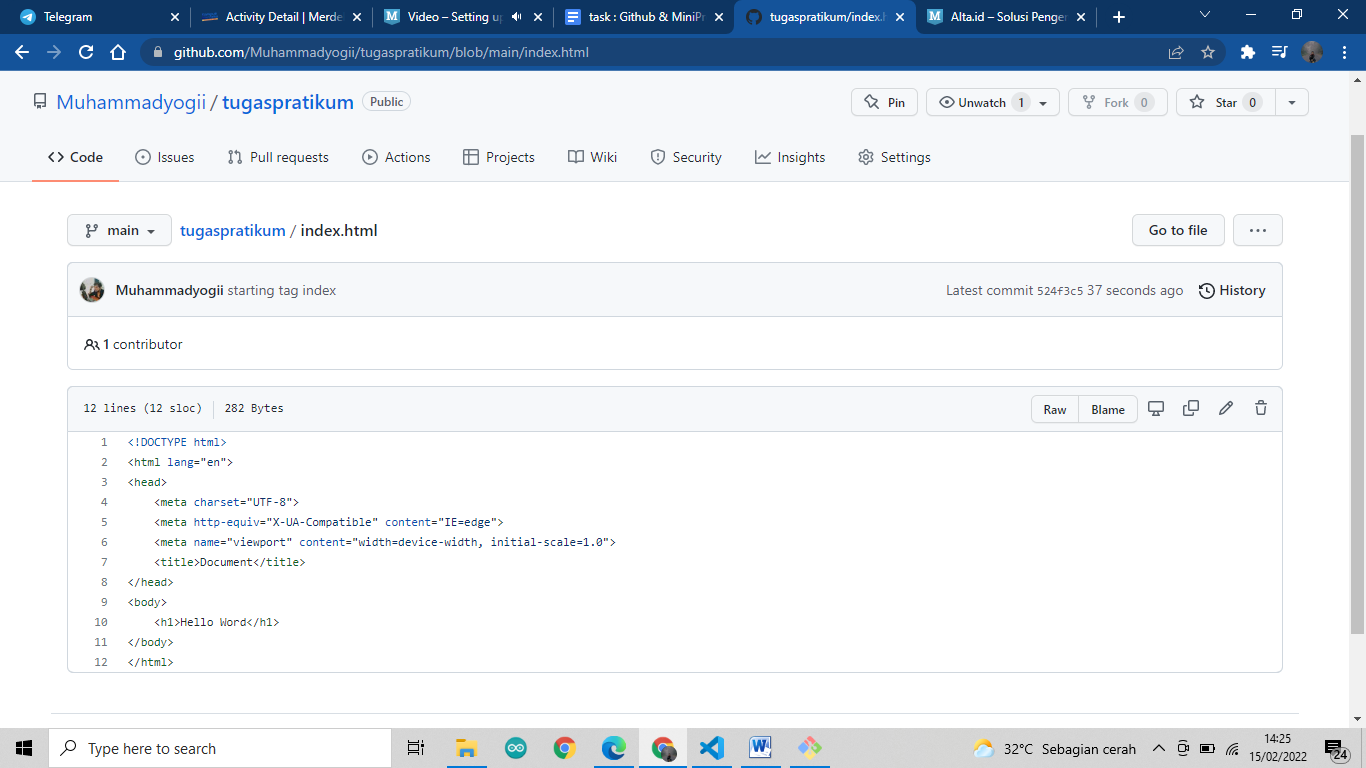 Telegram
Activity Detail | Merde
Video – Setting up
task : Github & MiniPr
tugaspratikum/index.h
Alta.id – Solusi Penger
github.com/Muhammadyogii/tugaspratikum/blob/main/index.html
Muhammadyogii / tugaspratikum Public
Pin
Unwatch 1
Fork 0
Star 0
<> Code
Issues
Pull requests
Actions
Projects
Wiki
Security
Insights
Settings
main
tugaspratikum / index.html
Go to file
...
Muhammadyogii starting tag index
Latest commit 524f3c5 37 seconds ago
History
1 contributor
12 lines (12 sloc) 282 Bytes
Raw
Blame
1 <!DOCTYPE html>
2 <html lang="en">
3 <head>
4 <meta charset="UTF-8">
5 <meta http-equiv="X-UA-Compatible" content="IE=edge">
6 <meta name="viewport" content="width=device-width, initial-scale=1.0">
7 <title>Document</title>
8 </head>
9 <body>
10 <h1>Hello Word</h1>
11 </body>
12 </html>
Type here to search
32°C Sebagian cerah
14:25
15/02/2022
24